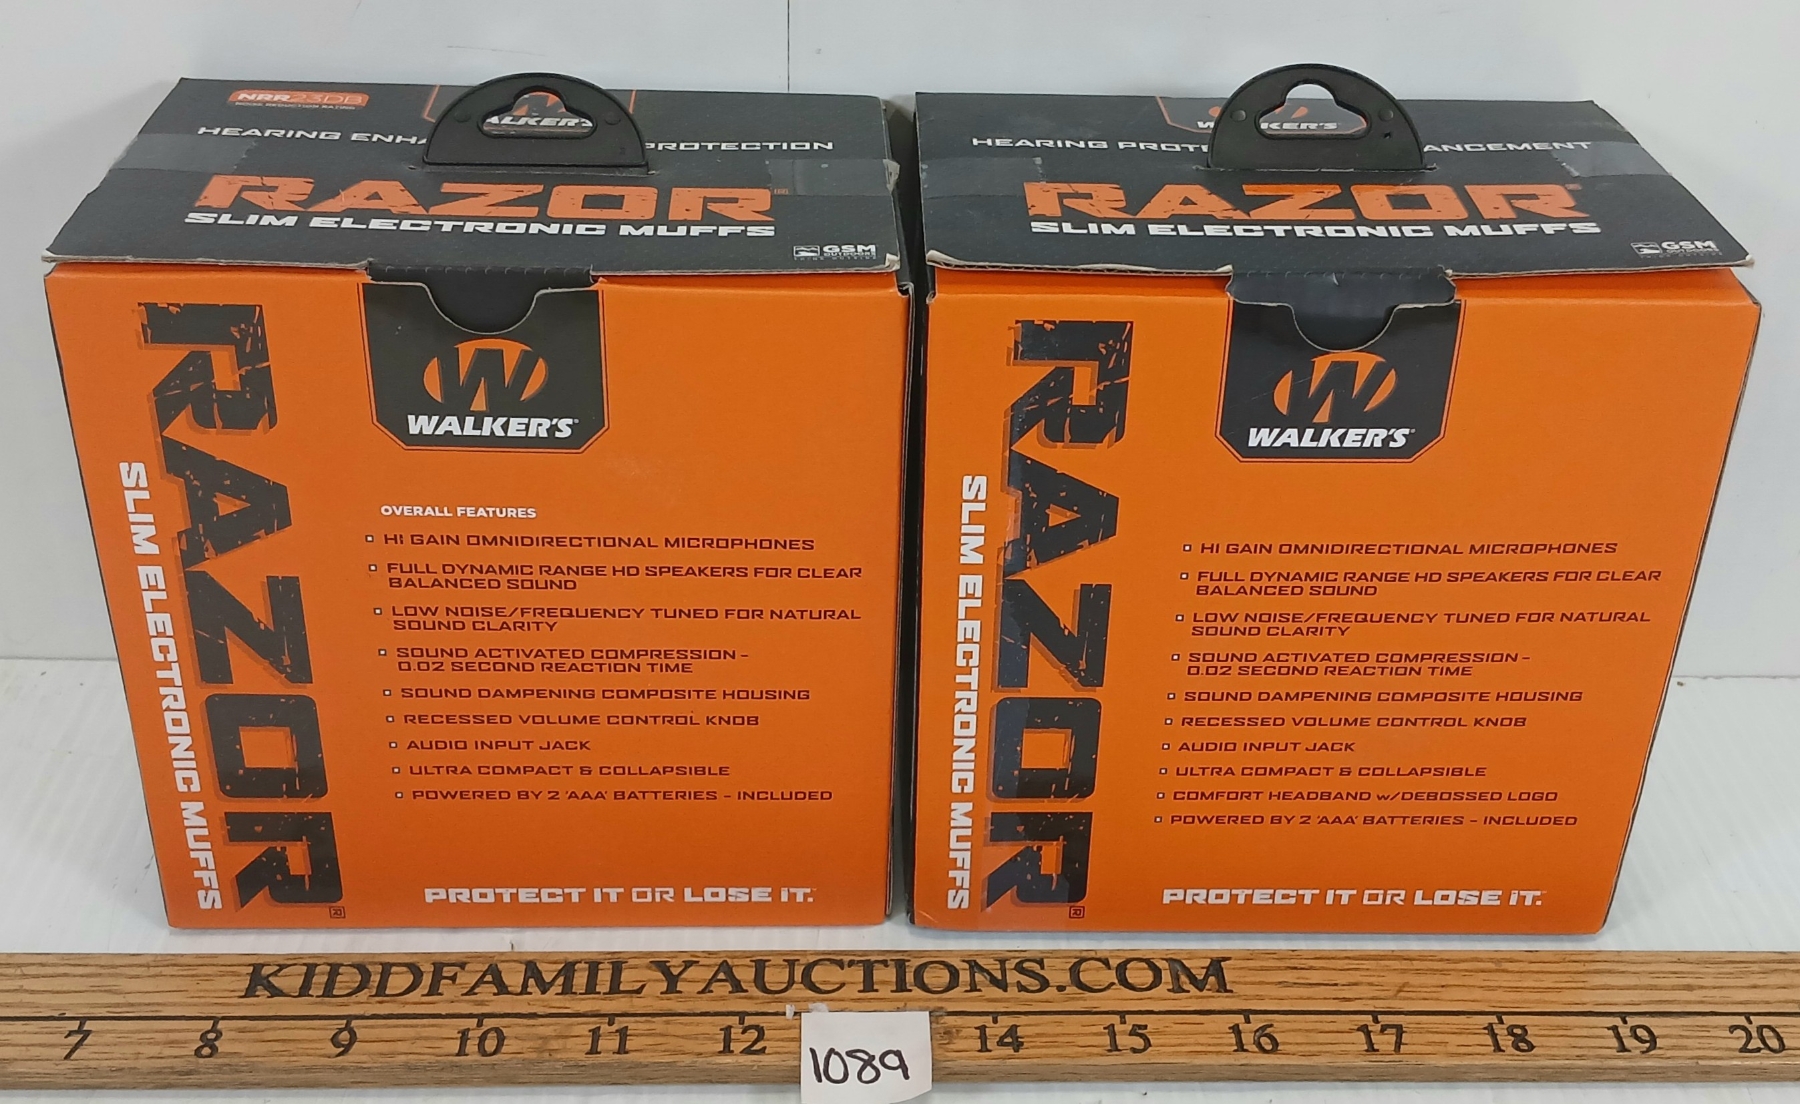 NRR 23DB
NOISE REDUCTION RATING
WALKER'S
HEARING PROTECTION
RAZOR
SLIM ELECTRONIC MUFFS
GSM
OUTDOORS
RAZOR
SLIM ELECTRONIC MUFFS
WALKER'S
OVERALL FEATURES
HI GAIN OMNIDIRECTIONAL MICROPHONES
FULL DYNAMIC RANGE HD SPEAKERS FOR CLEAR
BALANCED SOUND
LOW NOISE/FREQUENCY TUNED FOR NATURAL
SOUND CLARITY
SOUND ACTIVATED COMPRESSION -
0.02 SECOND REACTION TIME
SOUND DAMPENING COMPOSITE HOUSING
RECESSED VOLUME CONTROL KNOB
AUDIO INPUT JACK
ULTRA COMPACT & COLLAPSIBLE
POWERED BY 2 'AAA' BATTERIES - INCLUDED
PROTECT IT OR LOSE IT.™
HEARING
RAZOR®
SLIM ELECTRONIC MUFFS
GSM
RAZOR
SLIM ELECTRONIC MUFFS
WALKER'S
HI GAIN OMNIDIRECTIONAL MICROPHONES
FULL DYNAMIC RANGE HD SPEAKERS FOR CLEAR
BALANCED SOUND
LOW NOISE/FREQUENCY TUNED FOR NATURAL
SOUND CLARITY
SOUND ACTIVATED COMPRESSION -
0.02 SECOND REACTION TIME
SOUND DAMPENING COMPOSITE HOUSING
RECESSED VOLUME CONTROL KNOB
AUDIO INPUT JACK
ULTRA COMPACT & COLLAPSIBLE
COMFORT HEADBAND w/DEBOSSED LOGO
POWERED BY 2 'AAA' BATTERIES - INCLUDED
PROTECT IT OR LOSE IT.™
KIDDFAMILYAUCTIONS.COM
7 8 9 10 11 12 14 15 16 17 18 19 20
1089